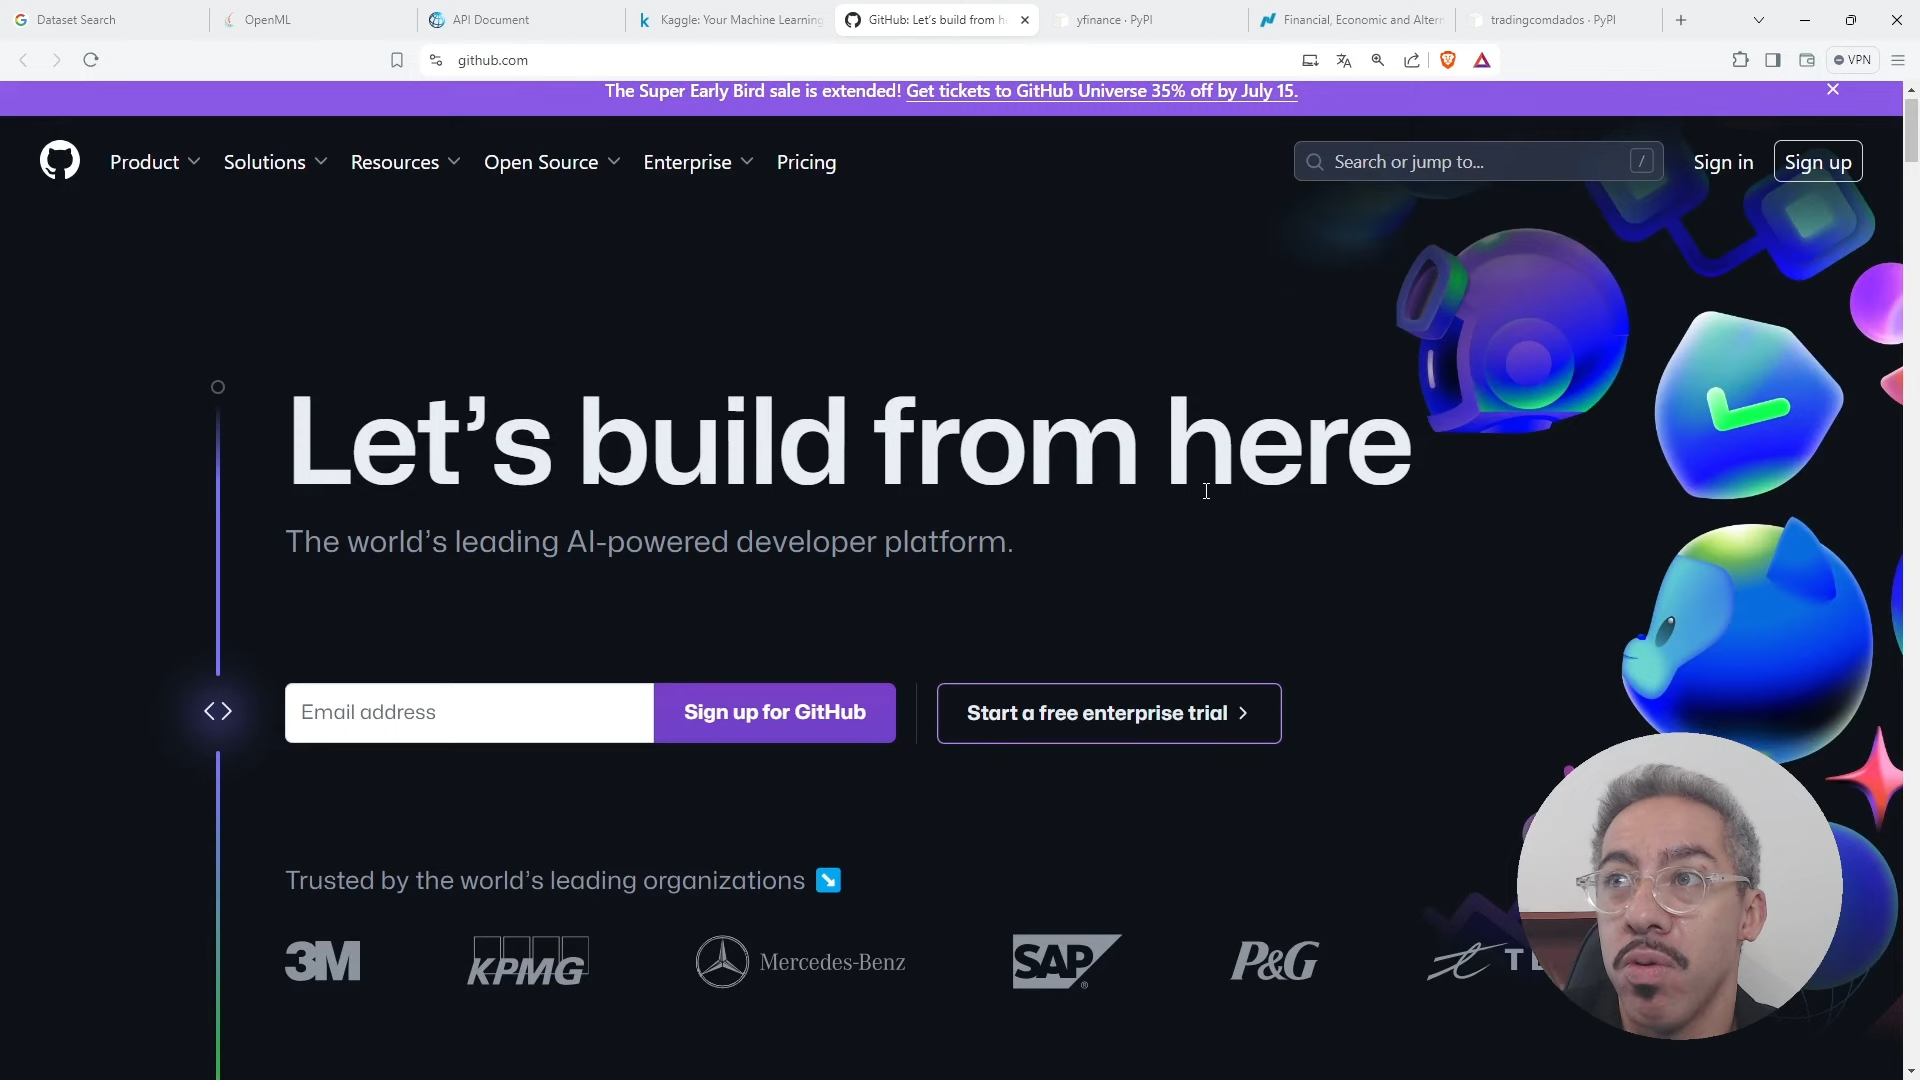 Dataset Search
OpenML
API Document
Kaggle: Your Machine Learning
GitHub: Let's build from h
yfinance · PyPI
Financial, Economic and Altern
tradingcomdados · PyPI
github.com
VPN
The Super Early Bird sale is extended! Get tickets to GitHub Universe 35% off by July 15.
Product
Solutions
Resources
Open Source
Enterprise
Pricing
Search or jump to...
/
Sign in
Sign up
Let’s build from here
The world’s leading AI-powered developer platform.
Email address
Sign up for GitHub
Start a free enterprise trial
Trusted by the world’s leading organizations
3M
KPMG
Mercedes-Benz
SAP
P&G